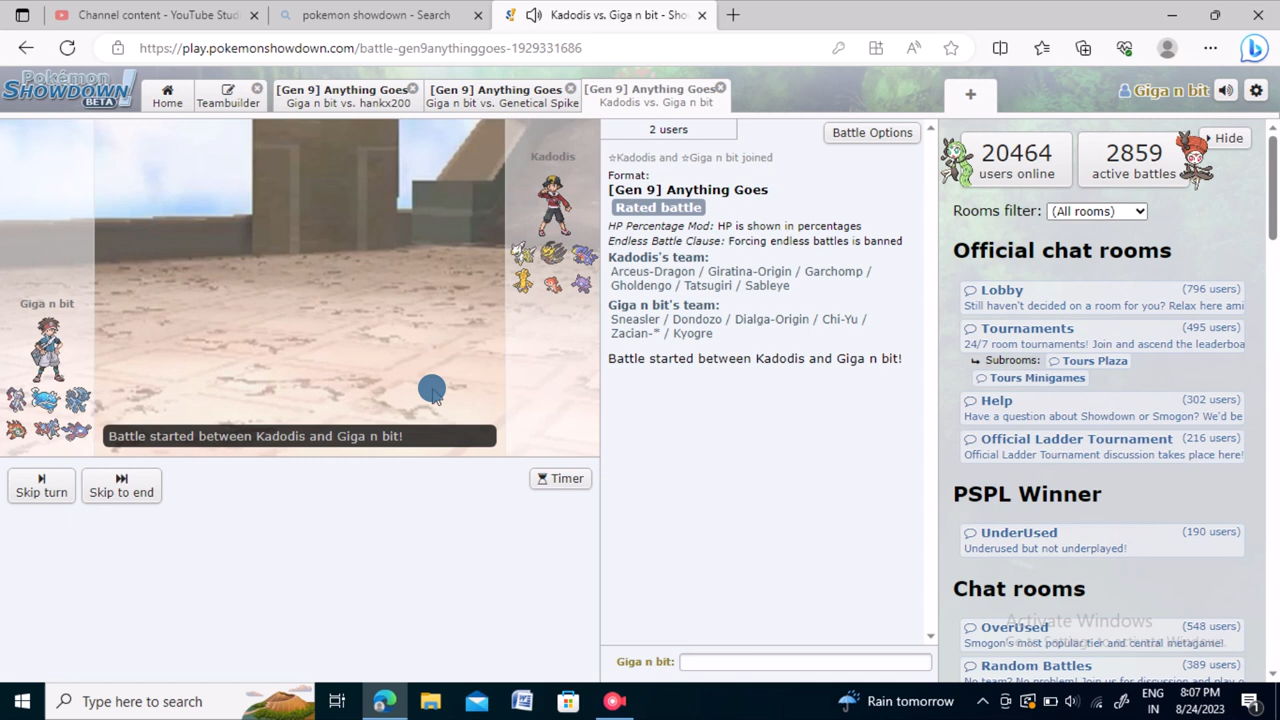 Channel content - YouTube Studi
pokemon showdown - Search
Kadodis vs. Giga n bit - Sho
https://play.pokemonshowdown.com/battle-gen9anythinggoes-1929331686
Pokémon
SHOWDOWN!
BETA
Home
Teambuilder
[Gen 9] Anything Goes
Giga n bit vs. hankx200
[Gen 9] Anything Goes
Giga n bit vs. Genetical Spike
[Gen 9] Anything Goes
Kadodis vs. Giga n bit
Giga n bit
Kadodis
Giga n bit
Battle started between Kadodis and Giga n bit!
Skip turn
Skip to end
Timer
2 users
Battle Options
☆Kadodis and ☆Giga n bit joined
Format:
[Gen 9] Anything Goes
Rated battle
HP Percentage Mod: HP is shown in percentages
Endless Battle Clause: Forcing endless battles is banned
Kadodis's team:
Arceus-Dragon / Giratina-Origin / Garchomp /
Gholdengo / Tatsugiri / Sableye
Giga n bit's team:
Sneasler / Dondozo / Dialga-Origin / Chi-Yu /
Zacian-* / Kyogre
Battle started between Kadodis and Giga n bit!
Giga n bit:
20464
users online
2859
active battles
Hide
Rooms filter: (All rooms)
Official chat rooms
Lobby (796 users)
Still haven't decided on a room for you? Relax here ami
Tournaments (495 users)
24/7 room tournaments! Join and ascend the leaderboa
Subrooms: Tours Plaza
Tours Minigames
Help (302 users)
Have a question about Showdown or Smogon? We'd be
Official Ladder Tournament (216 users)
Official Ladder Tournament discussion takes place here!
PSPL Winner
UnderUsed (190 users)
Underused but not underplayed!
Chat rooms
OverUsed (548 users)
Smogon's most popular tier and central metagame!
Random Battles (389 users)
Activate Windows
Go to Settings to activate Windows.
Type here to search
Rain tomorrow
ENG
IN
8:07 PM
8/24/2023
1